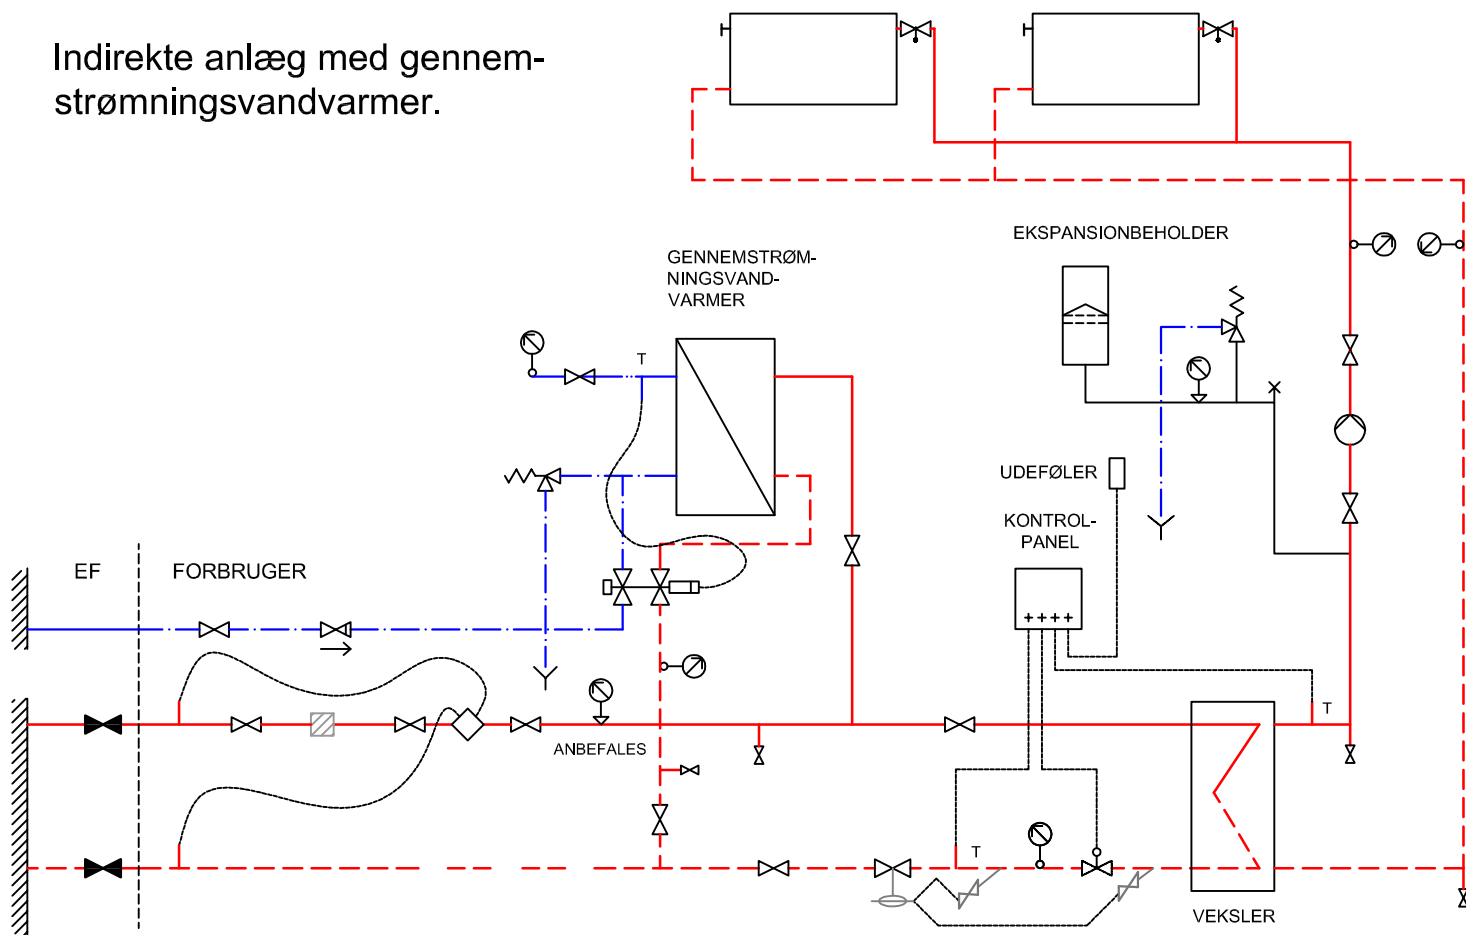 Indirekte anlæg med gennem-
strømningsvandvarmer.
EKSPANSIONBEHOLDER
GENNEMSTRØM-
NINGSVAND-
VARMER
T
UDEFØLER
KONTROL-
PANEL
EF
FORBRUGER
ANBEFALES
T
T
VEKSLER